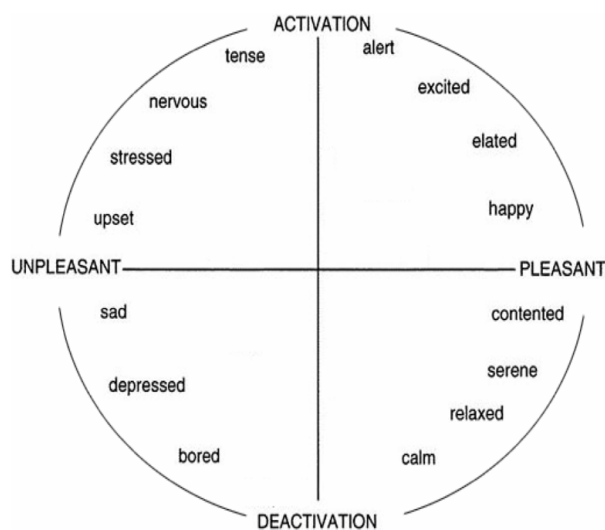 ACTIVATION
tense
alert
nervous
excited
stressed
elated
upset
happy
UNPLEASANT
PLEASANT
sad
contented
depressed
serene
relaxed
bored
calm
DEACTIVATION